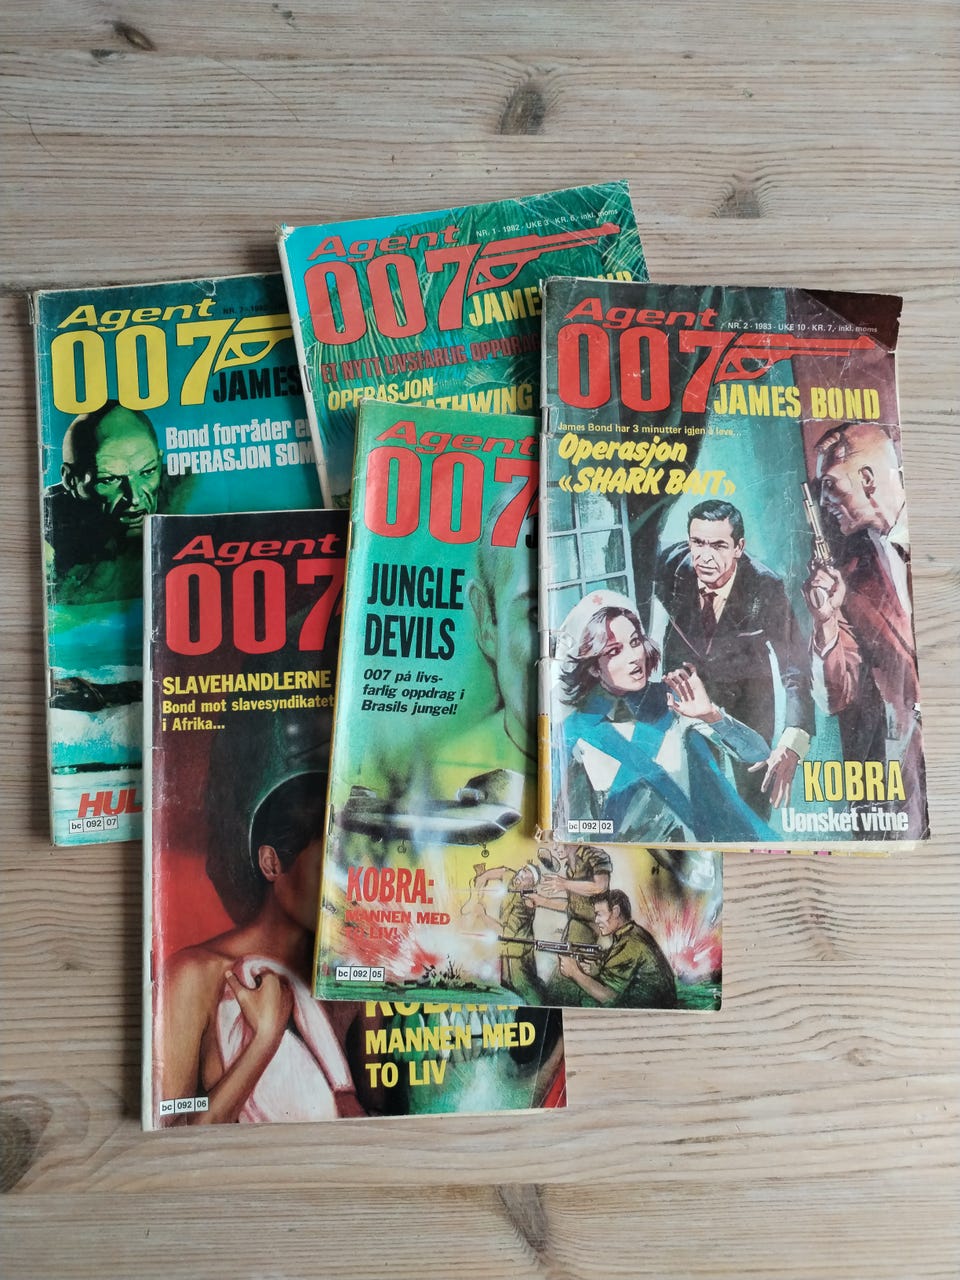 Agent
NR. 1 - 1982 - UKE 3 - KR. 6,- inkl. moms
007
JAMES
ET NYTT LIVSFARLIG OPPDRAG
OPERASJON
Agent
007
JAMES
Bond forråder
OPERASJON
bc 092 07
Agent
NR. 2 - 1983 - UKE 10 - KR. 7,- inkl. moms
007
JAMES BOND
James Bond har 3 minutter igjen å leve...
Operasjon
«SHARK BAIT»
KOBRA
Uønsket vitne
bc 092 02
Agent
007
JUNGLE
DEVILS
007 på livs-
farlig oppdrag i
Brasils jungel!
KOBRA:
MANNEN MED
LIV!
bc 092 05
Agent
007
SLAVEHANDLERNE
Bond mot slavesyndikatet
i Afrika...
MANNEN MED
TO LIV
bc 092 06